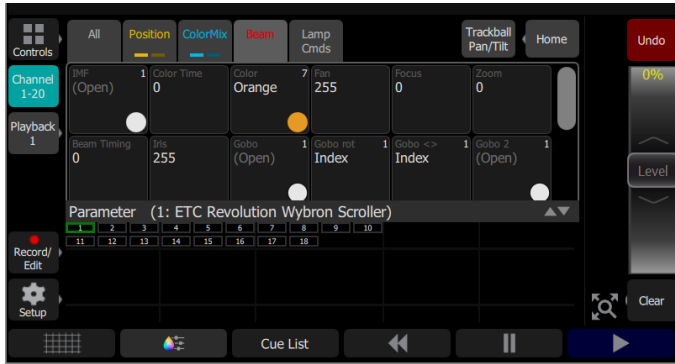 All Position ColorMix Beam Lamp Cmds Trackball Pan/Tilt Home Undo
Controls
Channel 1-20
Playback 1
IMF 1 Color Time Color 7 Fan Focus Zoom
(Open) 0 Orange 255 0 0
0%
Beam Timing Iris Gobo 1 Gobo rot 1 Gobo <> 1 Gobo 2 1
0 255 (Open) Index Index (Open)
Level
Parameter (1: ETC Revolution Wybron Scroller)
1 2 3 4 5 6 7 8 9 10
11 12 13 14 15 16 17 18
Record/ Edit
Setup
Clear
Cue List